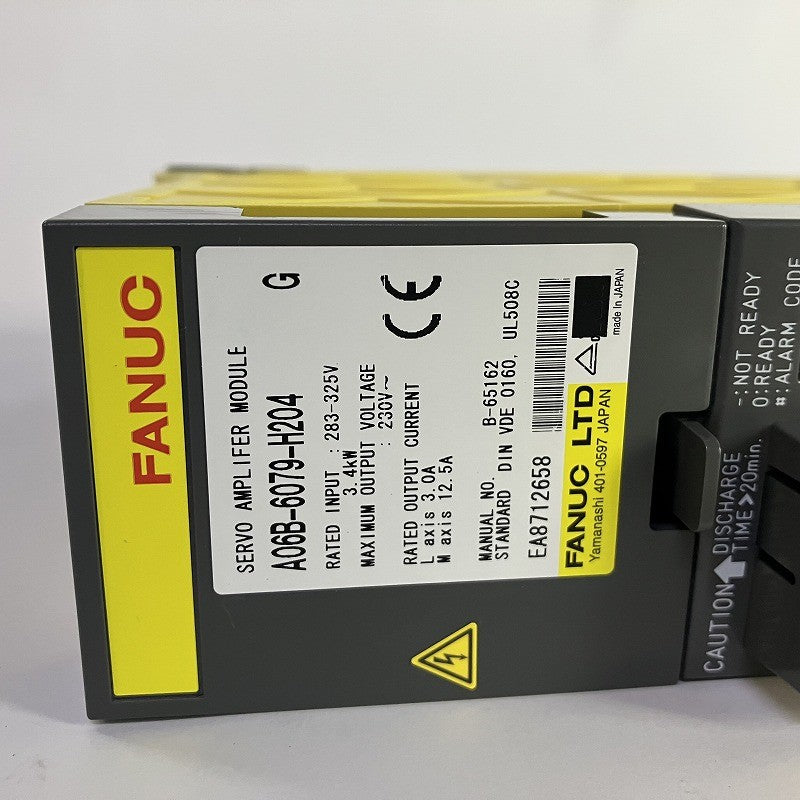 FANUC
SERVO AMPLIFER MODULE
G
A06B-6079-H204
RATED INPUT : 283-325V
3.4kW
MAXIMUM OUTPUT VOLTAGE
: 230V～
RATED OUTPUT CURRENT
L axis 3.0A
M axis 12.5A
CE
MANUAL NO. B-65162
STANDARD DIN VDE 0160, UL508C
EA8712658
FANUC LTD
Yamanashi 401-0597 JAPAN
made in JAPAN
-:NOT READY
0:READY
#:ALARM CODE
CAUTION DISCHARGE
TIME>20min.